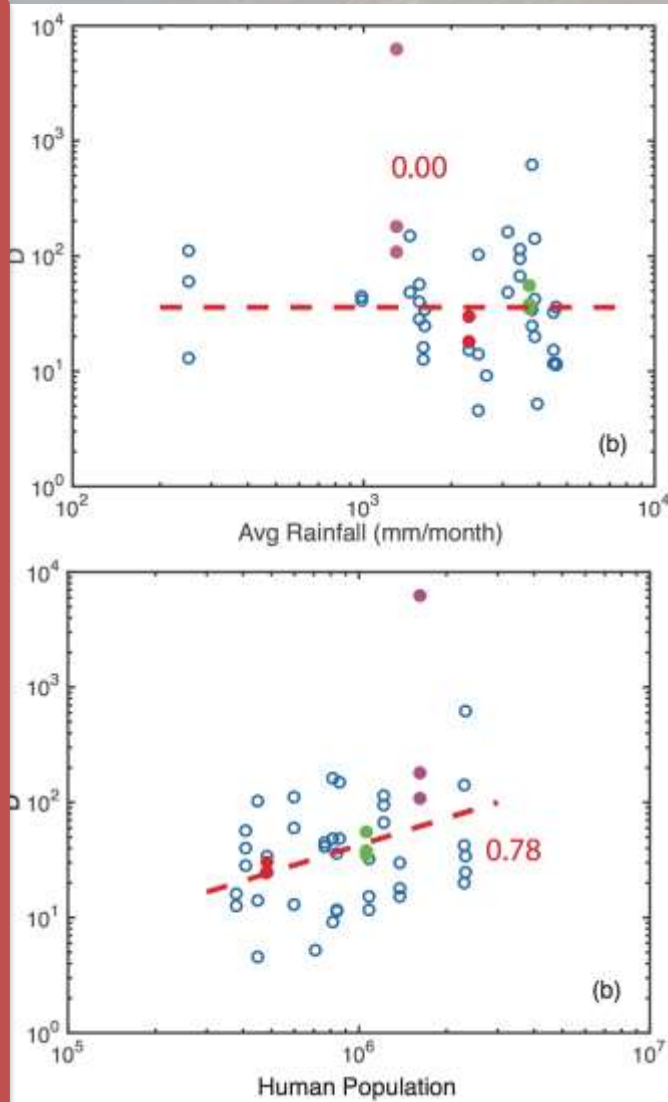 10⁴
10³
0.00
10²
D
10¹
(b)
10⁰
10² 10³ 10⁴
Avg Rainfall (mm/month)
10⁴
10³
10²
D
0.78
10¹
(b)
10⁰
10⁵ 10⁶ 10⁷
Human Population